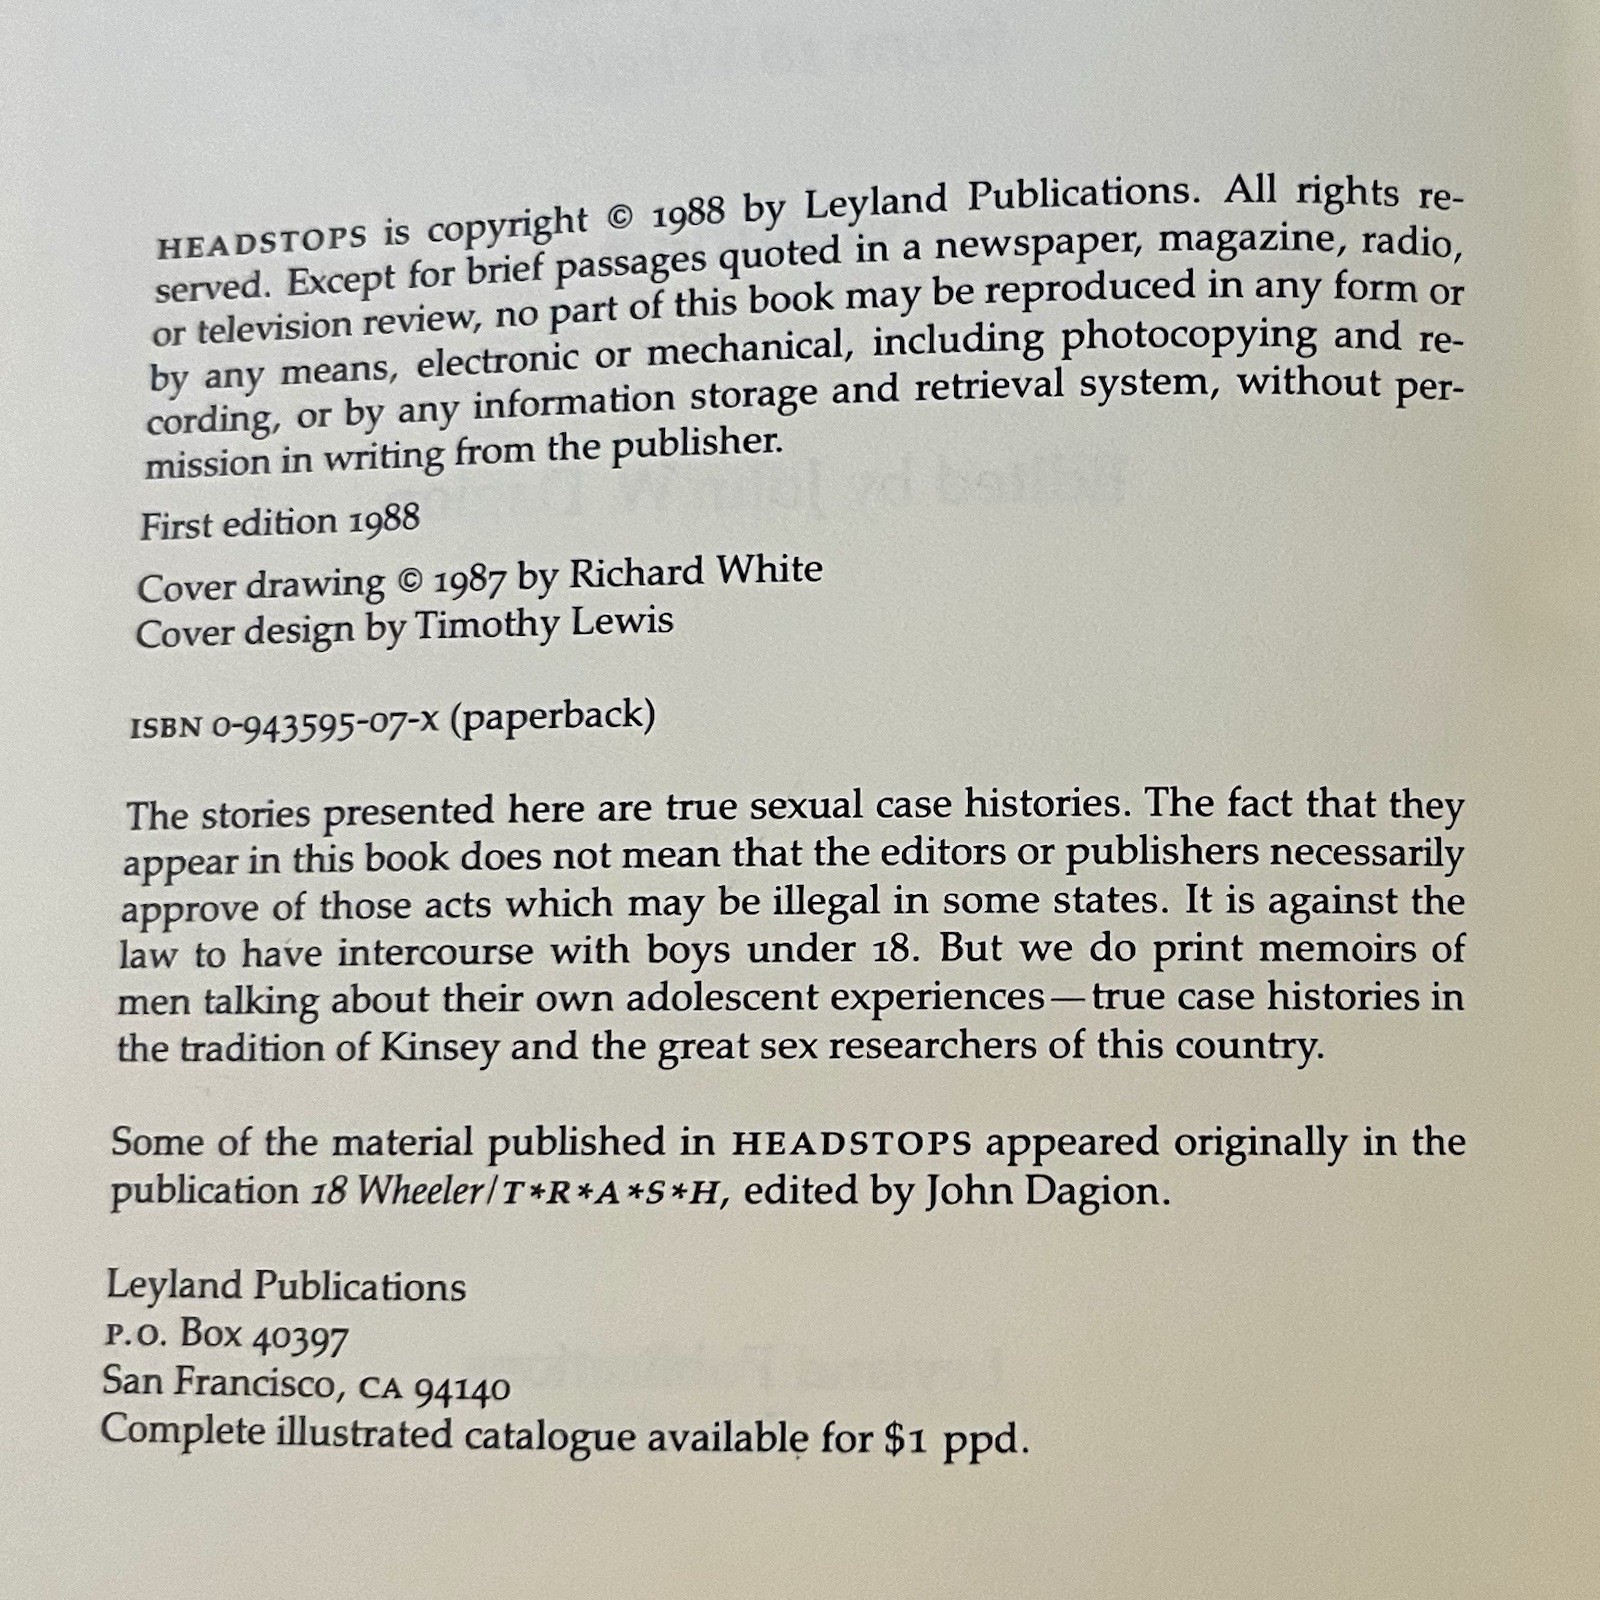 HEADSTOPS is copyright © 1988 by Leyland Publications. All rights re-
served. Except for brief passages quoted in a newspaper, magazine, radio,
or television review, no part of this book may be reproduced in any form or
by any means, electronic or mechanical, including photocopying and re-
cording, or by any information storage and retrieval system, without per-
mission in writing from the publisher.
First edition 1988
Cover drawing © 1987 by Richard White
Cover design by Timothy Lewis
ISBN 0-943595-07-X (paperback)
The stories presented here are true sexual case histories. The fact that they
appear in this book does not mean that the editors or publishers necessarily
approve of those acts which may be illegal in some states. It is against the
law to have intercourse with boys under 18. But we do print memoirs of
men talking about their own adolescent experiences—true case histories in
the tradition of Kinsey and the great sex researchers of this country.
Some of the material published in HEADSTOPS appeared originally in the
publication 18 Wheeler/T*R*A*S*H, edited by John Dagion.
Leyland Publications
P.O. Box 40397
San Francisco, CA 94140
Complete illustrated catalogue available for $1 ppd.